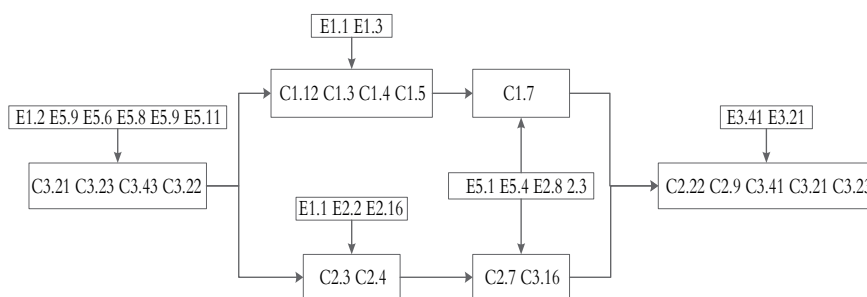 E1.1 E1.3
C1.12 C1.3 C1.4 C1.5
C1.7
E1.2 E5.9 E5.6 E5.8 E5.9 E5.11
E3.41 E3.21
C3.21 C3.23 C3.43 C3.22
E5.1 E5.4 E2.8 2.3
C2.22 C2.9 C3.41 C3.21 C3.23
E1.1 E2.2 E2.16
C2.3 C2.4
C2.7 C3.16